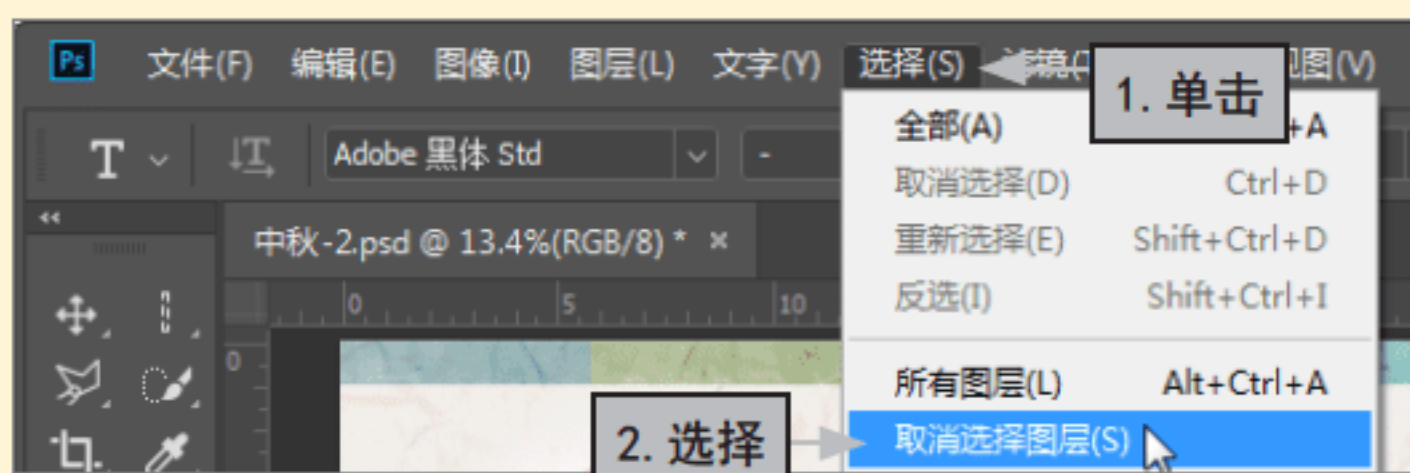 Ps 文件(F) 编辑(E) 图像(I) 图层(L) 文字(Y) 选择(S) 滤镜(T) 视图(V)
1. 单击
T Adobe 黑体 Std -
中秋-2.psd @ 13.4%(RGB/8) * ×
0 5 10
0
全部(A) +A
取消选择(D) Ctrl+D
重新选择(E) Shift+Ctrl+D
反选(I) Shift+Ctrl+I
所有图层(L) Alt+Ctrl+A
取消选择图层(S)
2. 选择